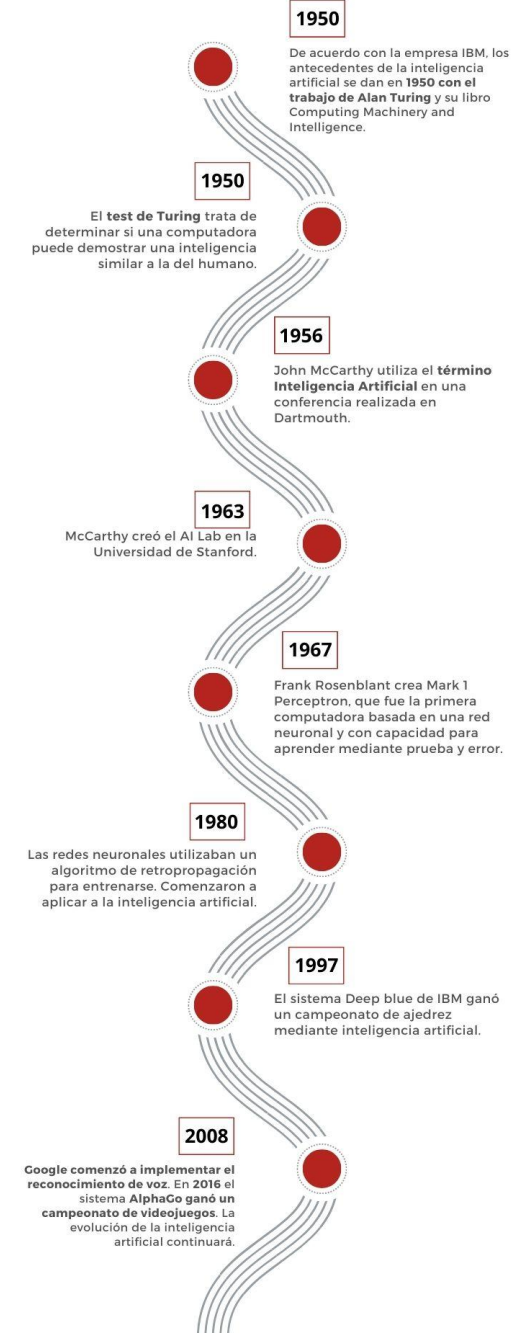 1950
De acuerdo con la empresa IBM, los
antecedentes de la inteligencia
artificial se dan en 1950 con el
trabajo de Alan Turing y su libro
Computing Machinery and
Intelligence.
1950
El test de Turing trata de
determinar si una computadora
puede demostrar una inteligencia
similar a la del humano.
1956
John McCarthy utiliza el término
Inteligencia Artificial en una
conferencia realizada en
Dartmouth.
1963
McCarthy creó el AI Lab en la
Universidad de Stanford.
1967
Frank Rosenblant crea Mark 1
Perceptron, que fue la primera
computadora basada en una red
neuronal y con capacidad para
aprender mediante prueba y error.
1980
Las redes neuronales utilizaban un
algoritmo de retropropagación
para entrenarse. Comenzaron a
aplicar a la inteligencia artificial.
1997
El sistema Deep blue de IBM ganó
un campeonato de ajedrez
mediante inteligencia artificial.
2008
Google comenzó a implementar el
reconocimiento de voz. En 2016 el
sistema AlphaGo ganó un
campeonato de videojuegos. La
evolución de la inteligencia
artificial continuará.